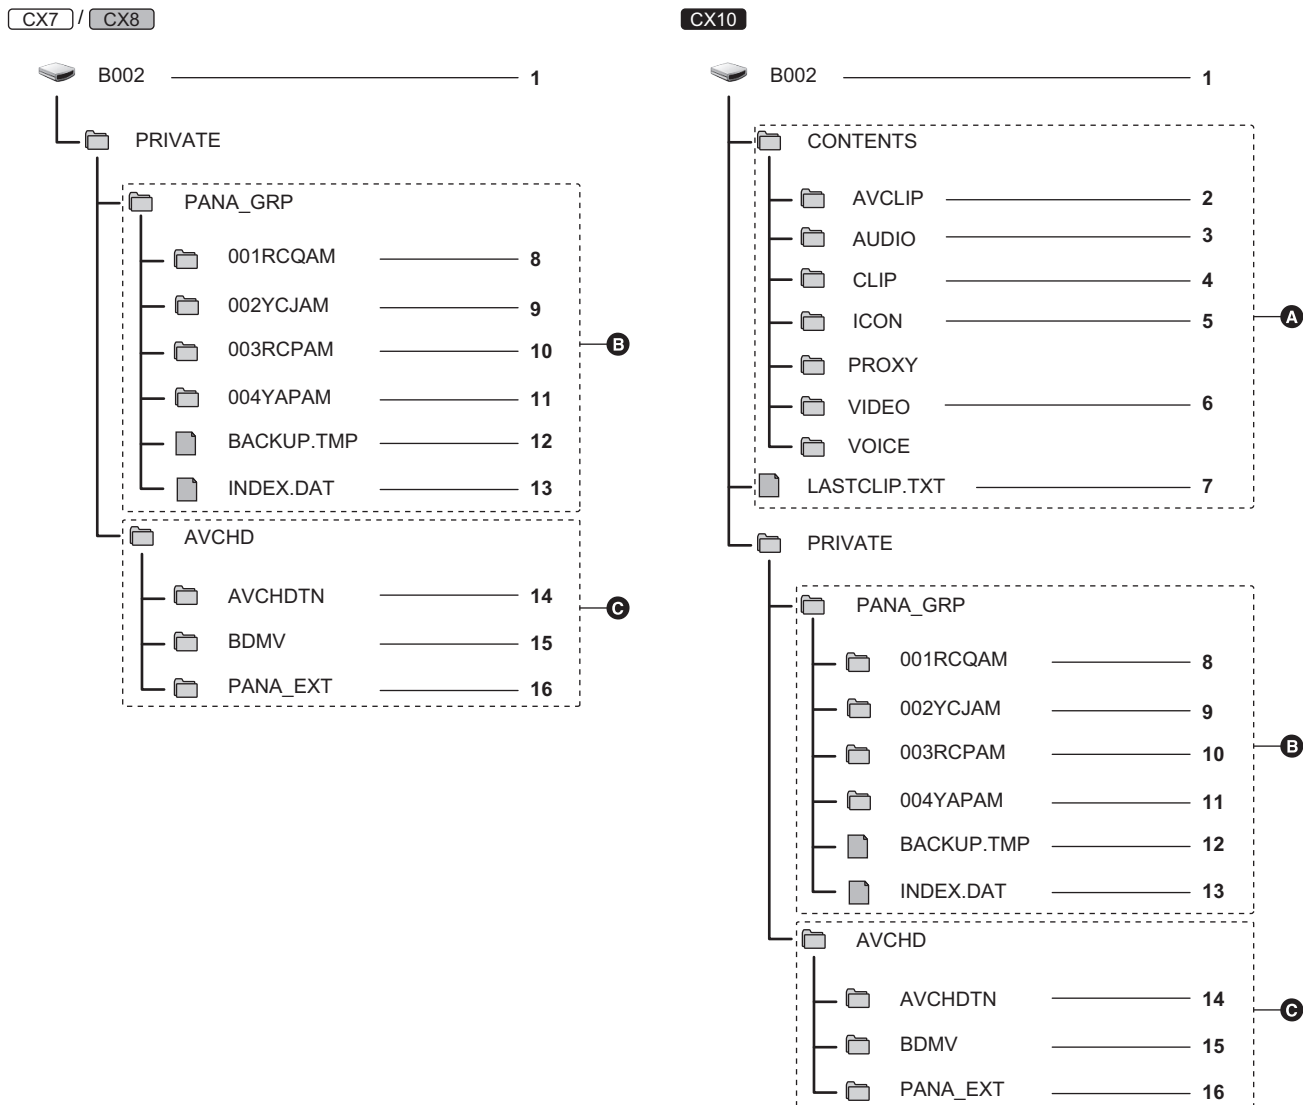 CX7 / CX8
B002 1
PRIVATE
PANA_GRP
001RCQAM 8
002YCJAM 9
003RCPAM 10
004YAPAM 11
BACKUP.TMP 12
INDEX.DAT 13
B
AVCHD
AVCHDTN 14
BDMV 15
PANA_EXT 16
C
CX10
B002 1
CONTENTS
AVCLIP 2
AUDIO 3
CLIP 4
ICON 5
PROXY
VIDEO 6
VOICE
LASTCLIP.TXT 7
A
PRIVATE
PANA_GRP
001RCQAM 8
002YCJAM 9
003RCPAM 10
004YAPAM 11
BACKUP.TMP 12
INDEX.DAT 13
B
AVCHD
AVCHDTN 14
BDMV 15
PANA_EXT 16
C